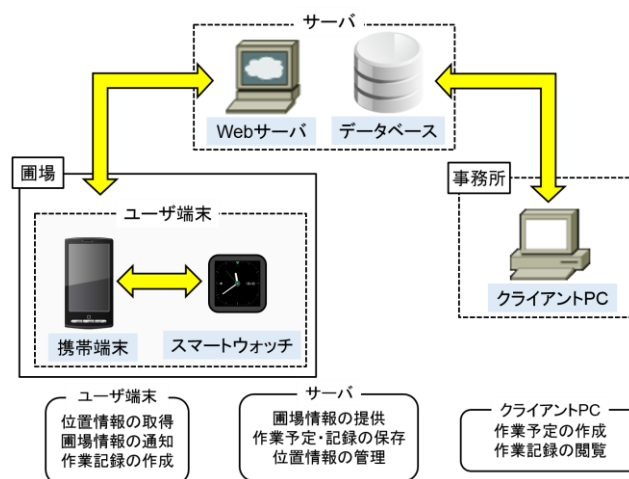 サーバ
Webサーバ
データベース
圃場
ユーザ端末
携帯端末
スマートウォッチ
事務所
クライアントPC
ユーザ端末
位置情報の取得
圃場情報の通知
作業記録の作成
サーバ
圃場情報の提供
作業予定・記録の保存
位置情報の管理
クライアントPC
作業予定の作成
作業記録の閲覧